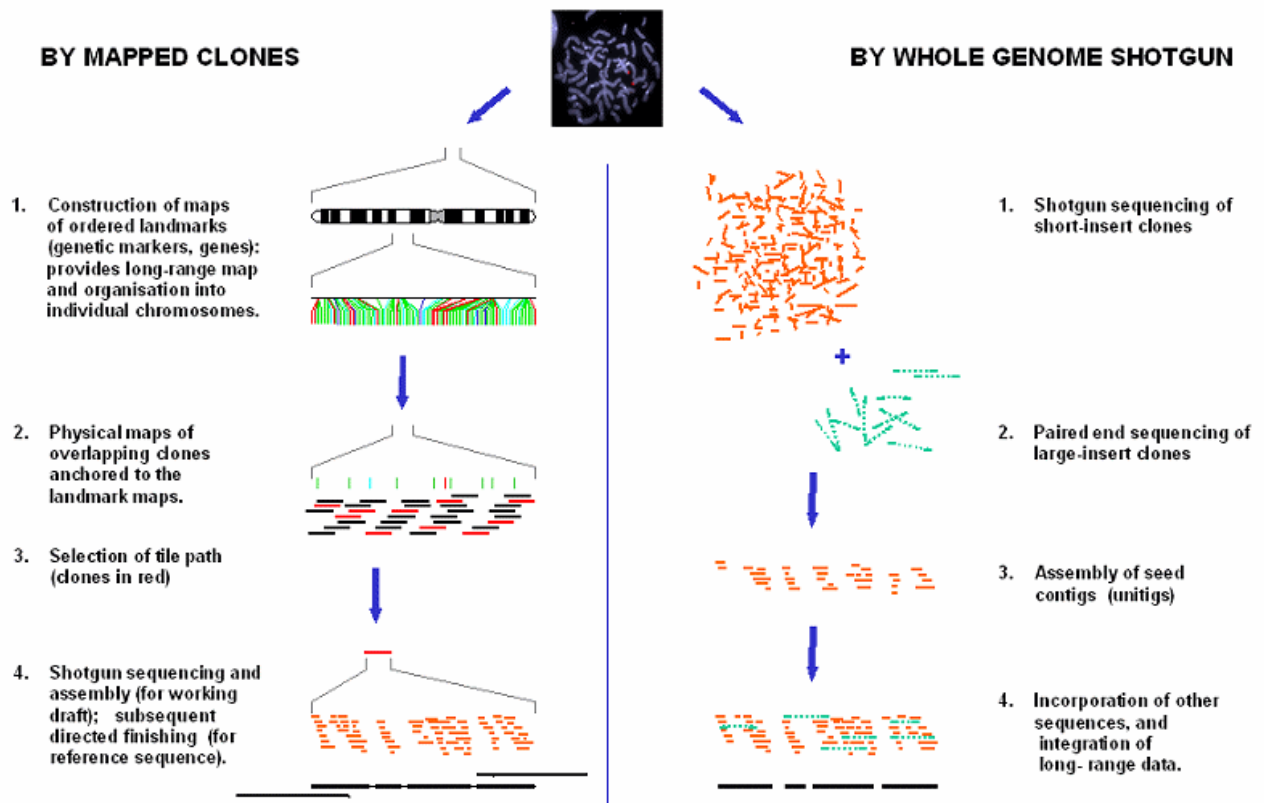 BY MAPPED CLONES
BY WHOLE GENOME SHOTGUN
1. Construction of maps
of ordered landmarks
(genetic markers, genes):
provides long-range map
and organisation into
individual chromosomes.
2. Physical maps of
overlapping clones
anchored to the
landmark maps.
3. Selection of tile path
(clones in red)
4. Shotgun sequencing and
assembly (for working
draft); subsequent
directed finishing (for
reference sequence).
1. Shotgun sequencing of
short-insert clones
+
2. Paired end sequencing of
large-insert clones
3. Assembly of seed
contigs (unitigs)
4. Incorporation of other
sequences, and
integration of
long- range data.